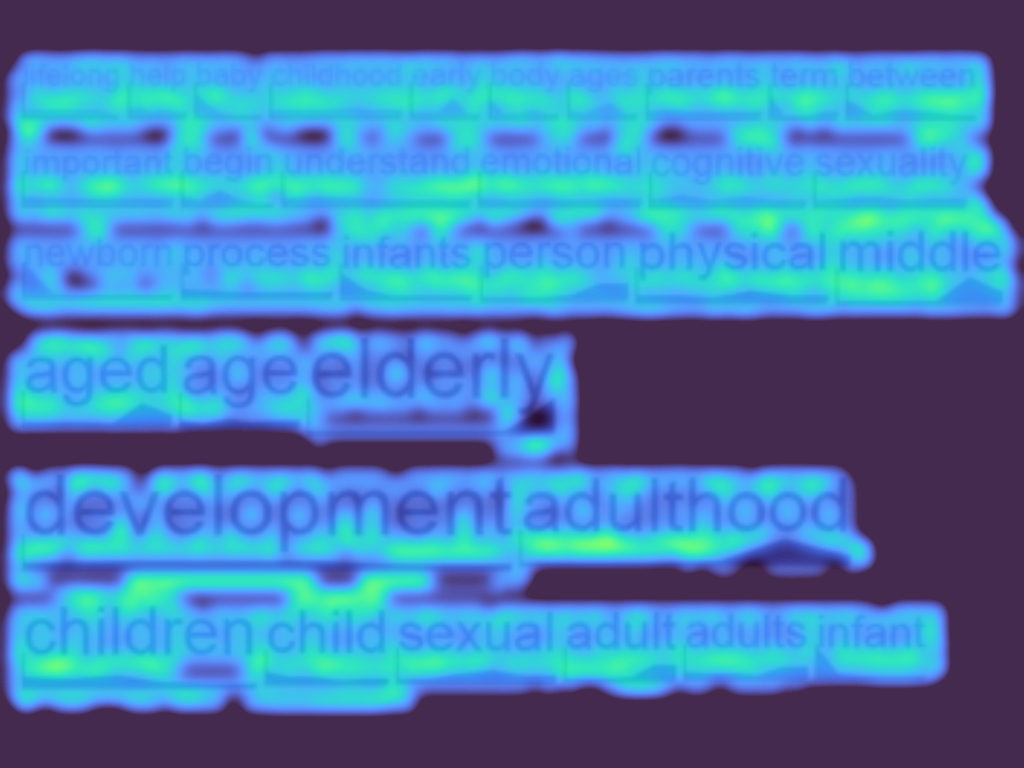 lifelong help baby childhood early body ages parents term between
important begin understand emotional cognitive sexuality
newborn process infants person physical middle
aged age elderly
development adulthood
children child sexual adult adults infant